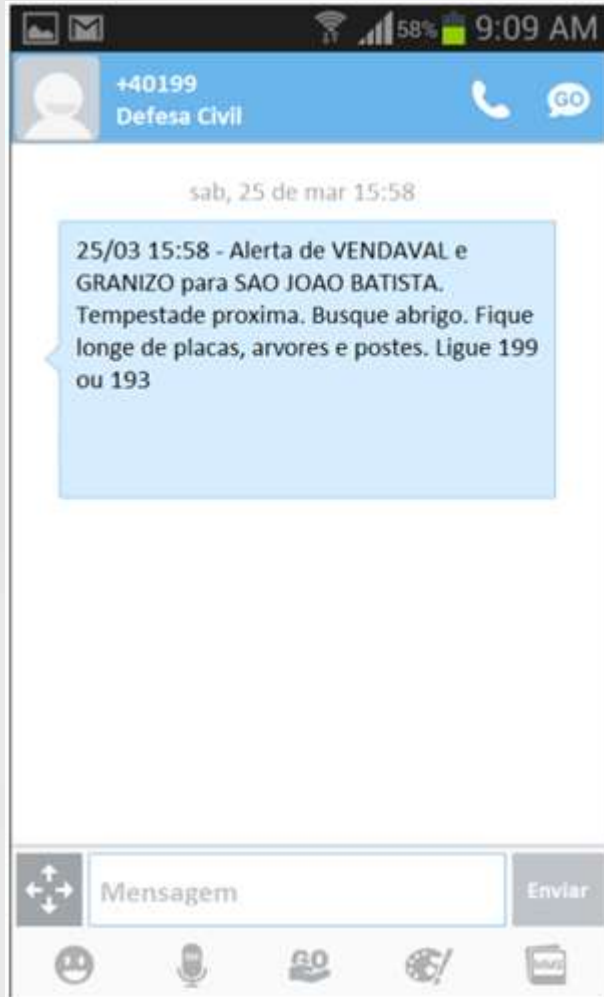 58% 9:09 AM
+40199
Defesa Civil
GO
sab, 25 de mar 15:58
25/03 15:58 - Alerta de VENDAVAL e
GRANIZO para SAO JOAO BATISTA.
Tempestade proxima. Busque abrigo. Fique
longe de placas, arvores e postes. Ligue 199
ou 193
Mensagem
Enviar
GO